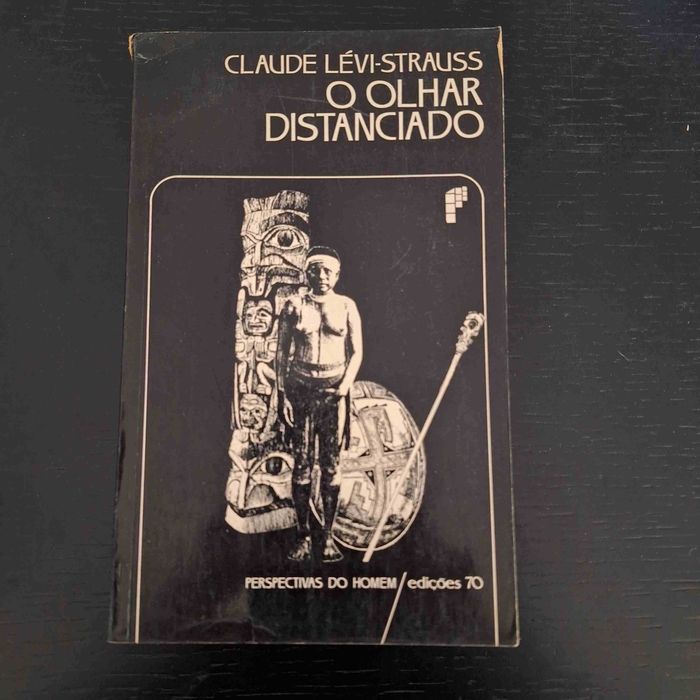 CLAUDE LÉVI-STRAUSS
O OLHAR
DISTANCIADO
PERSPECTIVAS DO HOMEM / edições 70